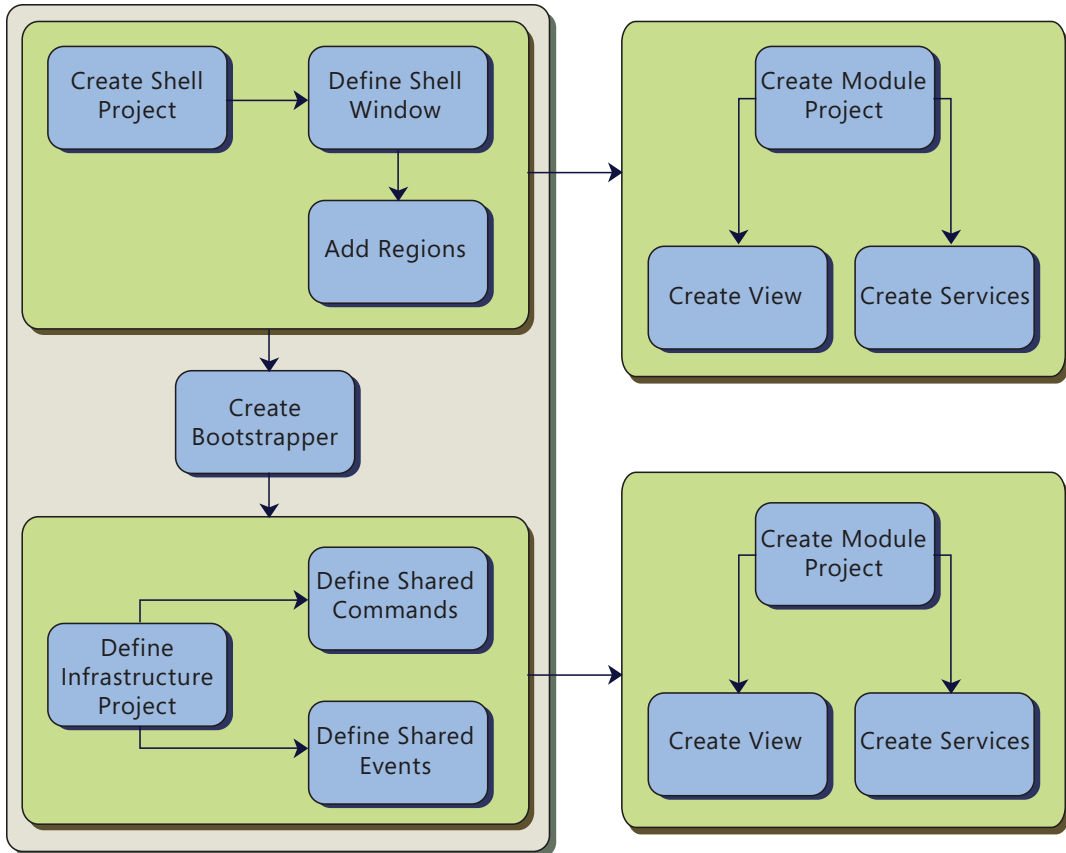 Create Shell
Project
Define Shell
Window
Add Regions
Create Module
Project
Create View
Create Services
Create
Bootstrapper
Define
Infrastructure
Project
Define Shared
Commands
Define Shared
Events
Create Module
Project
Create View
Create Services